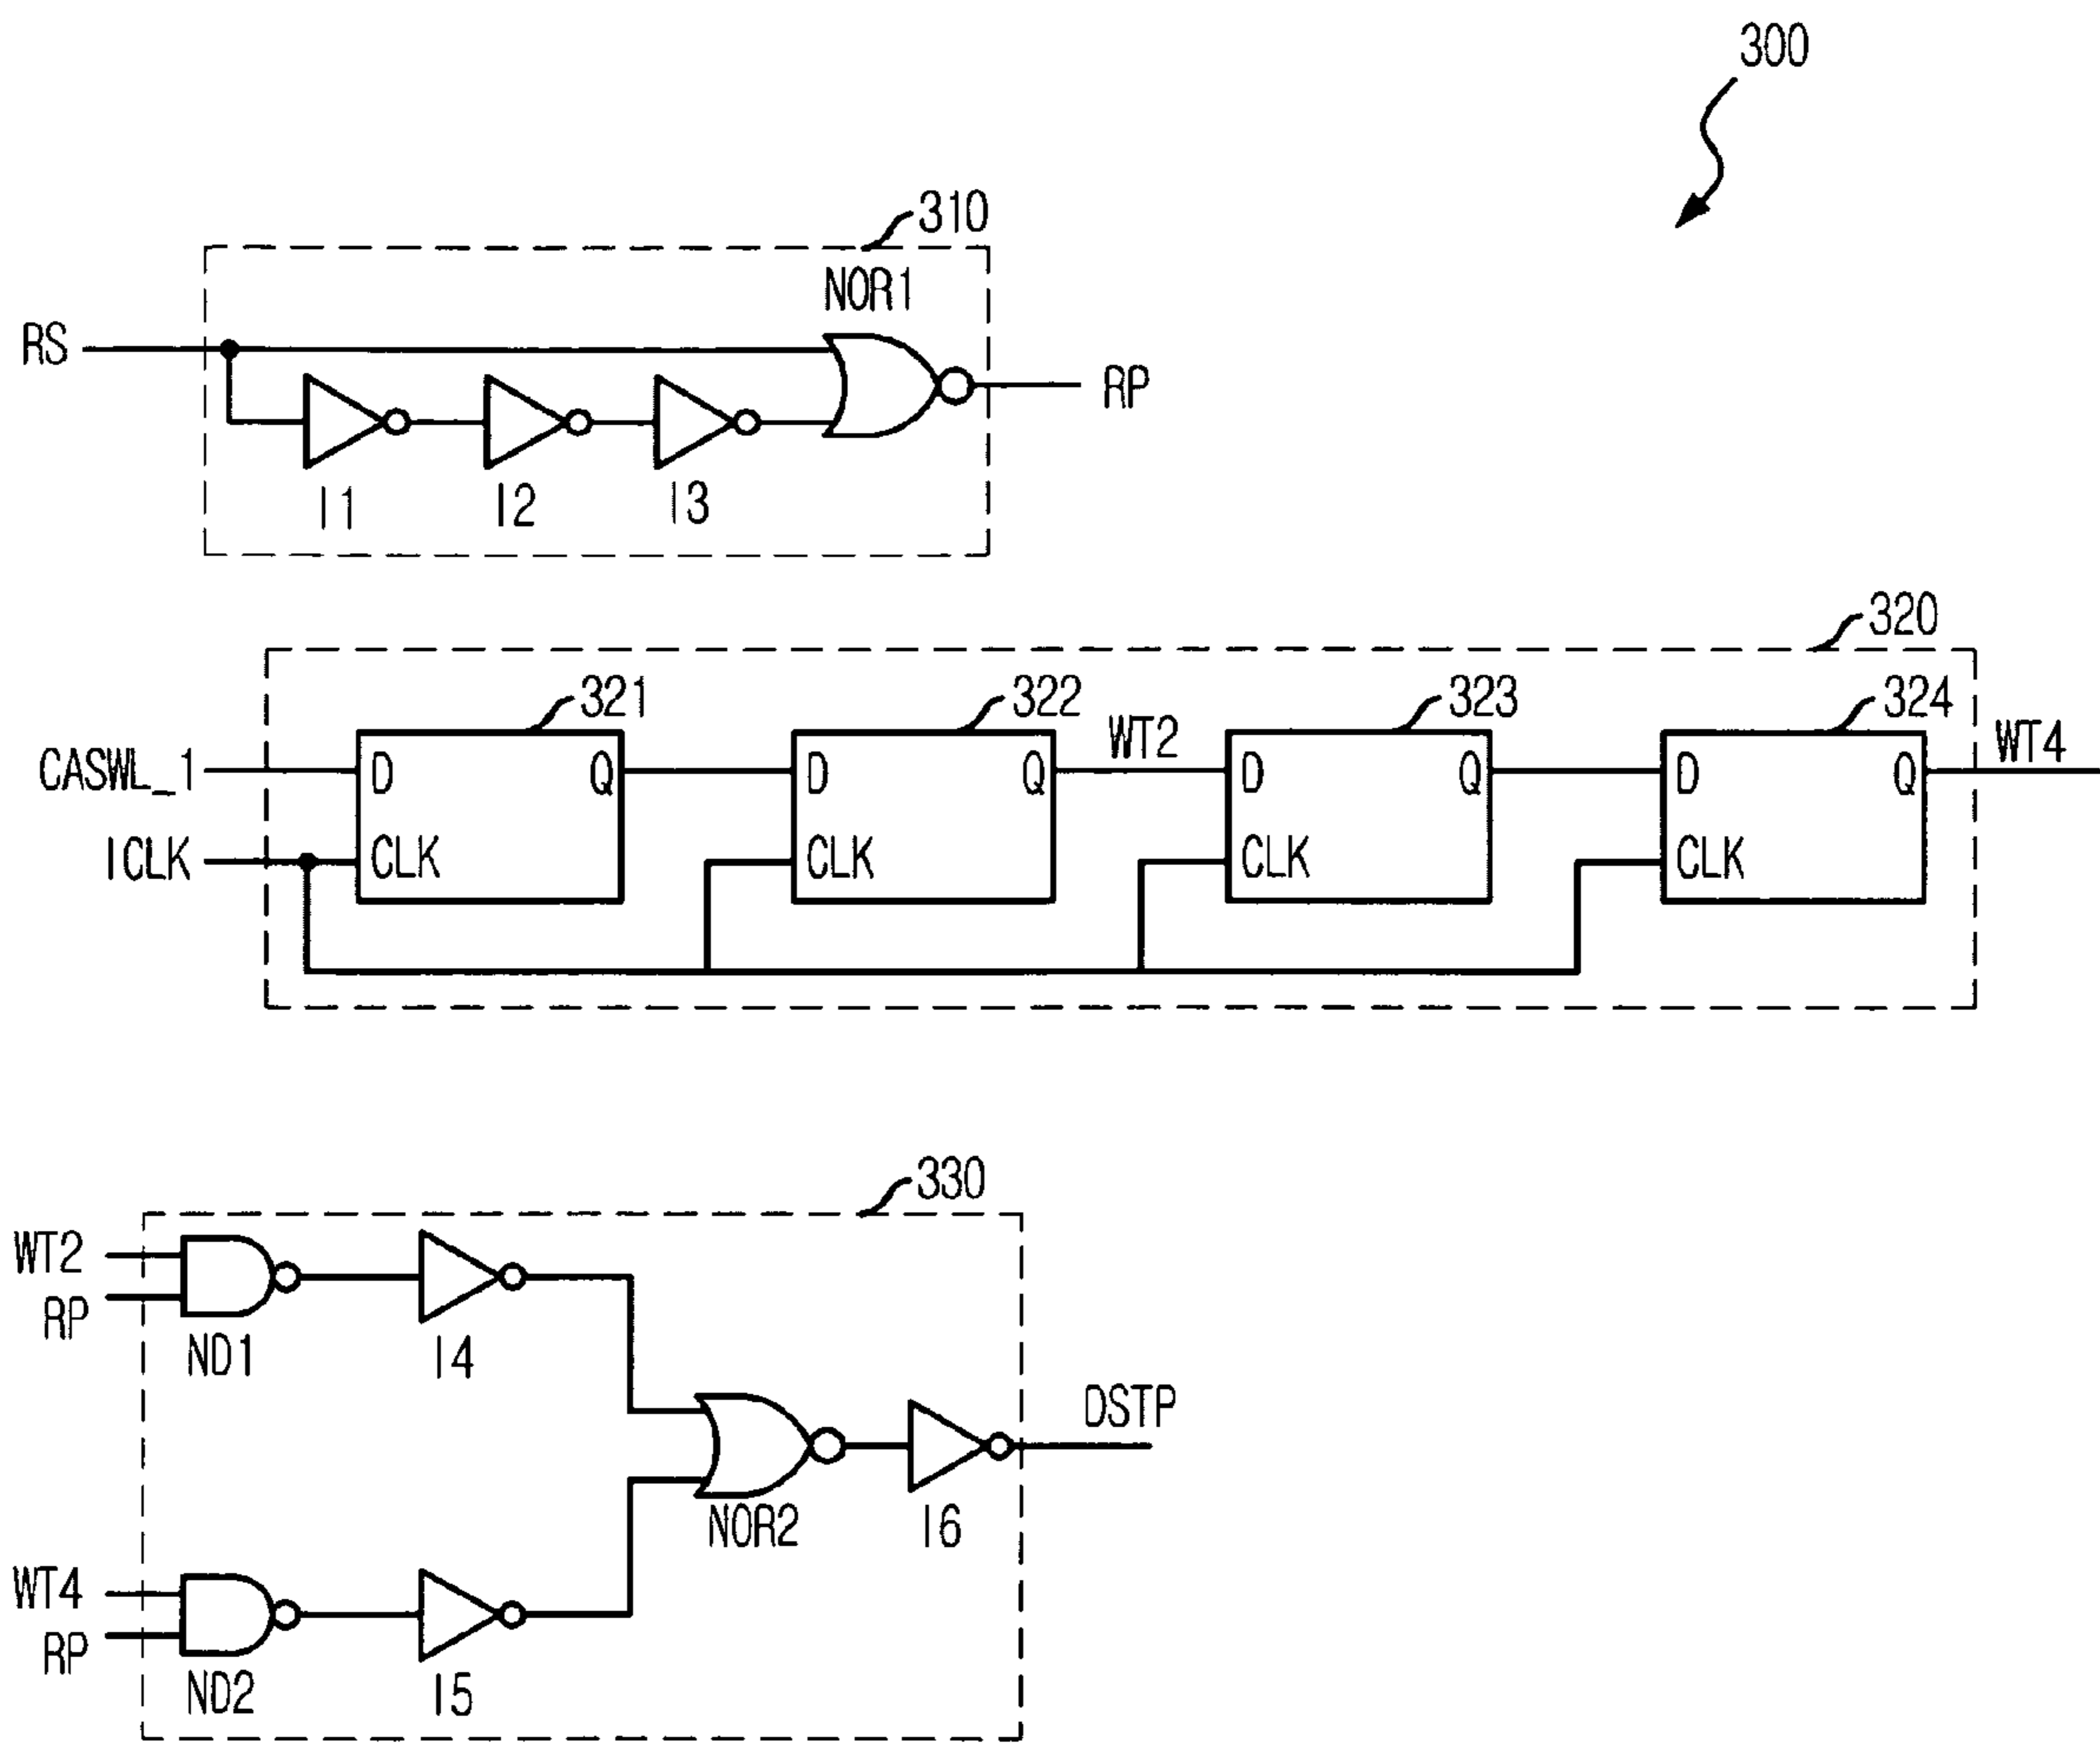 300
310
NOR1
RS
RP
I1 I2 I3
320
321 322 323 324
WT2
WT4
CASWL_1 D Q D Q D Q D Q
ICLK CLK CLK CLK CLK
330
WT2
RP
ND1 I4
DSTP
NOR2 I6
WT4
RP
ND2 I5